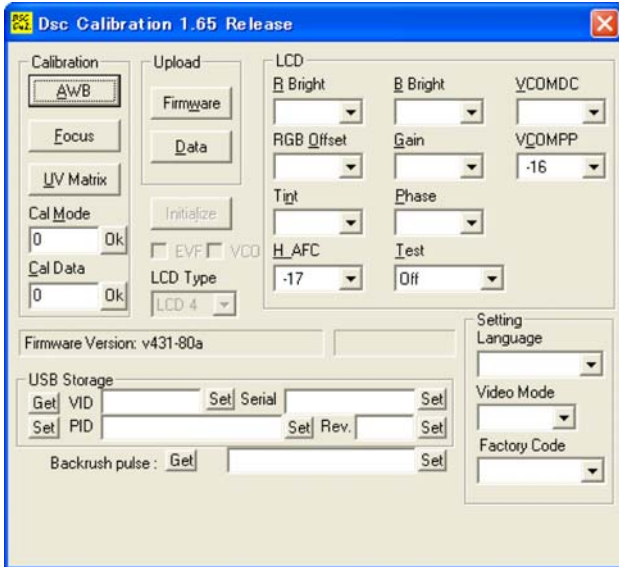 Dsc Calibration 1.65 Release
Calibration
AWB
Focus
UV Matrix
Cal Mode
0 Ok
Cal Data
0 Ok
Upload
Firmware
Data
Initialize
EVF VCO
LCD Type
LCD 4
LCD
R Bright B Bright VCOMDC
RGB Offset Gain VCOMPP
-16
Tint Phase
H_AFC Test
-17 Off
Firmware Version: v431-80a
USB Storage
Get VID Set Serial Set
Set PID Set Rev. Set
Backrush pulse : Get Set
Setting
Language
Video Mode
Factory Code